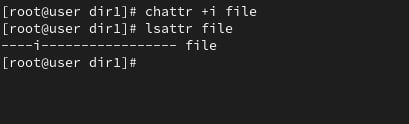 [root@user dir1]# chattr +i file
[root@user dir1]# lsattr file
----i----------------- file
[root@user dir1]#